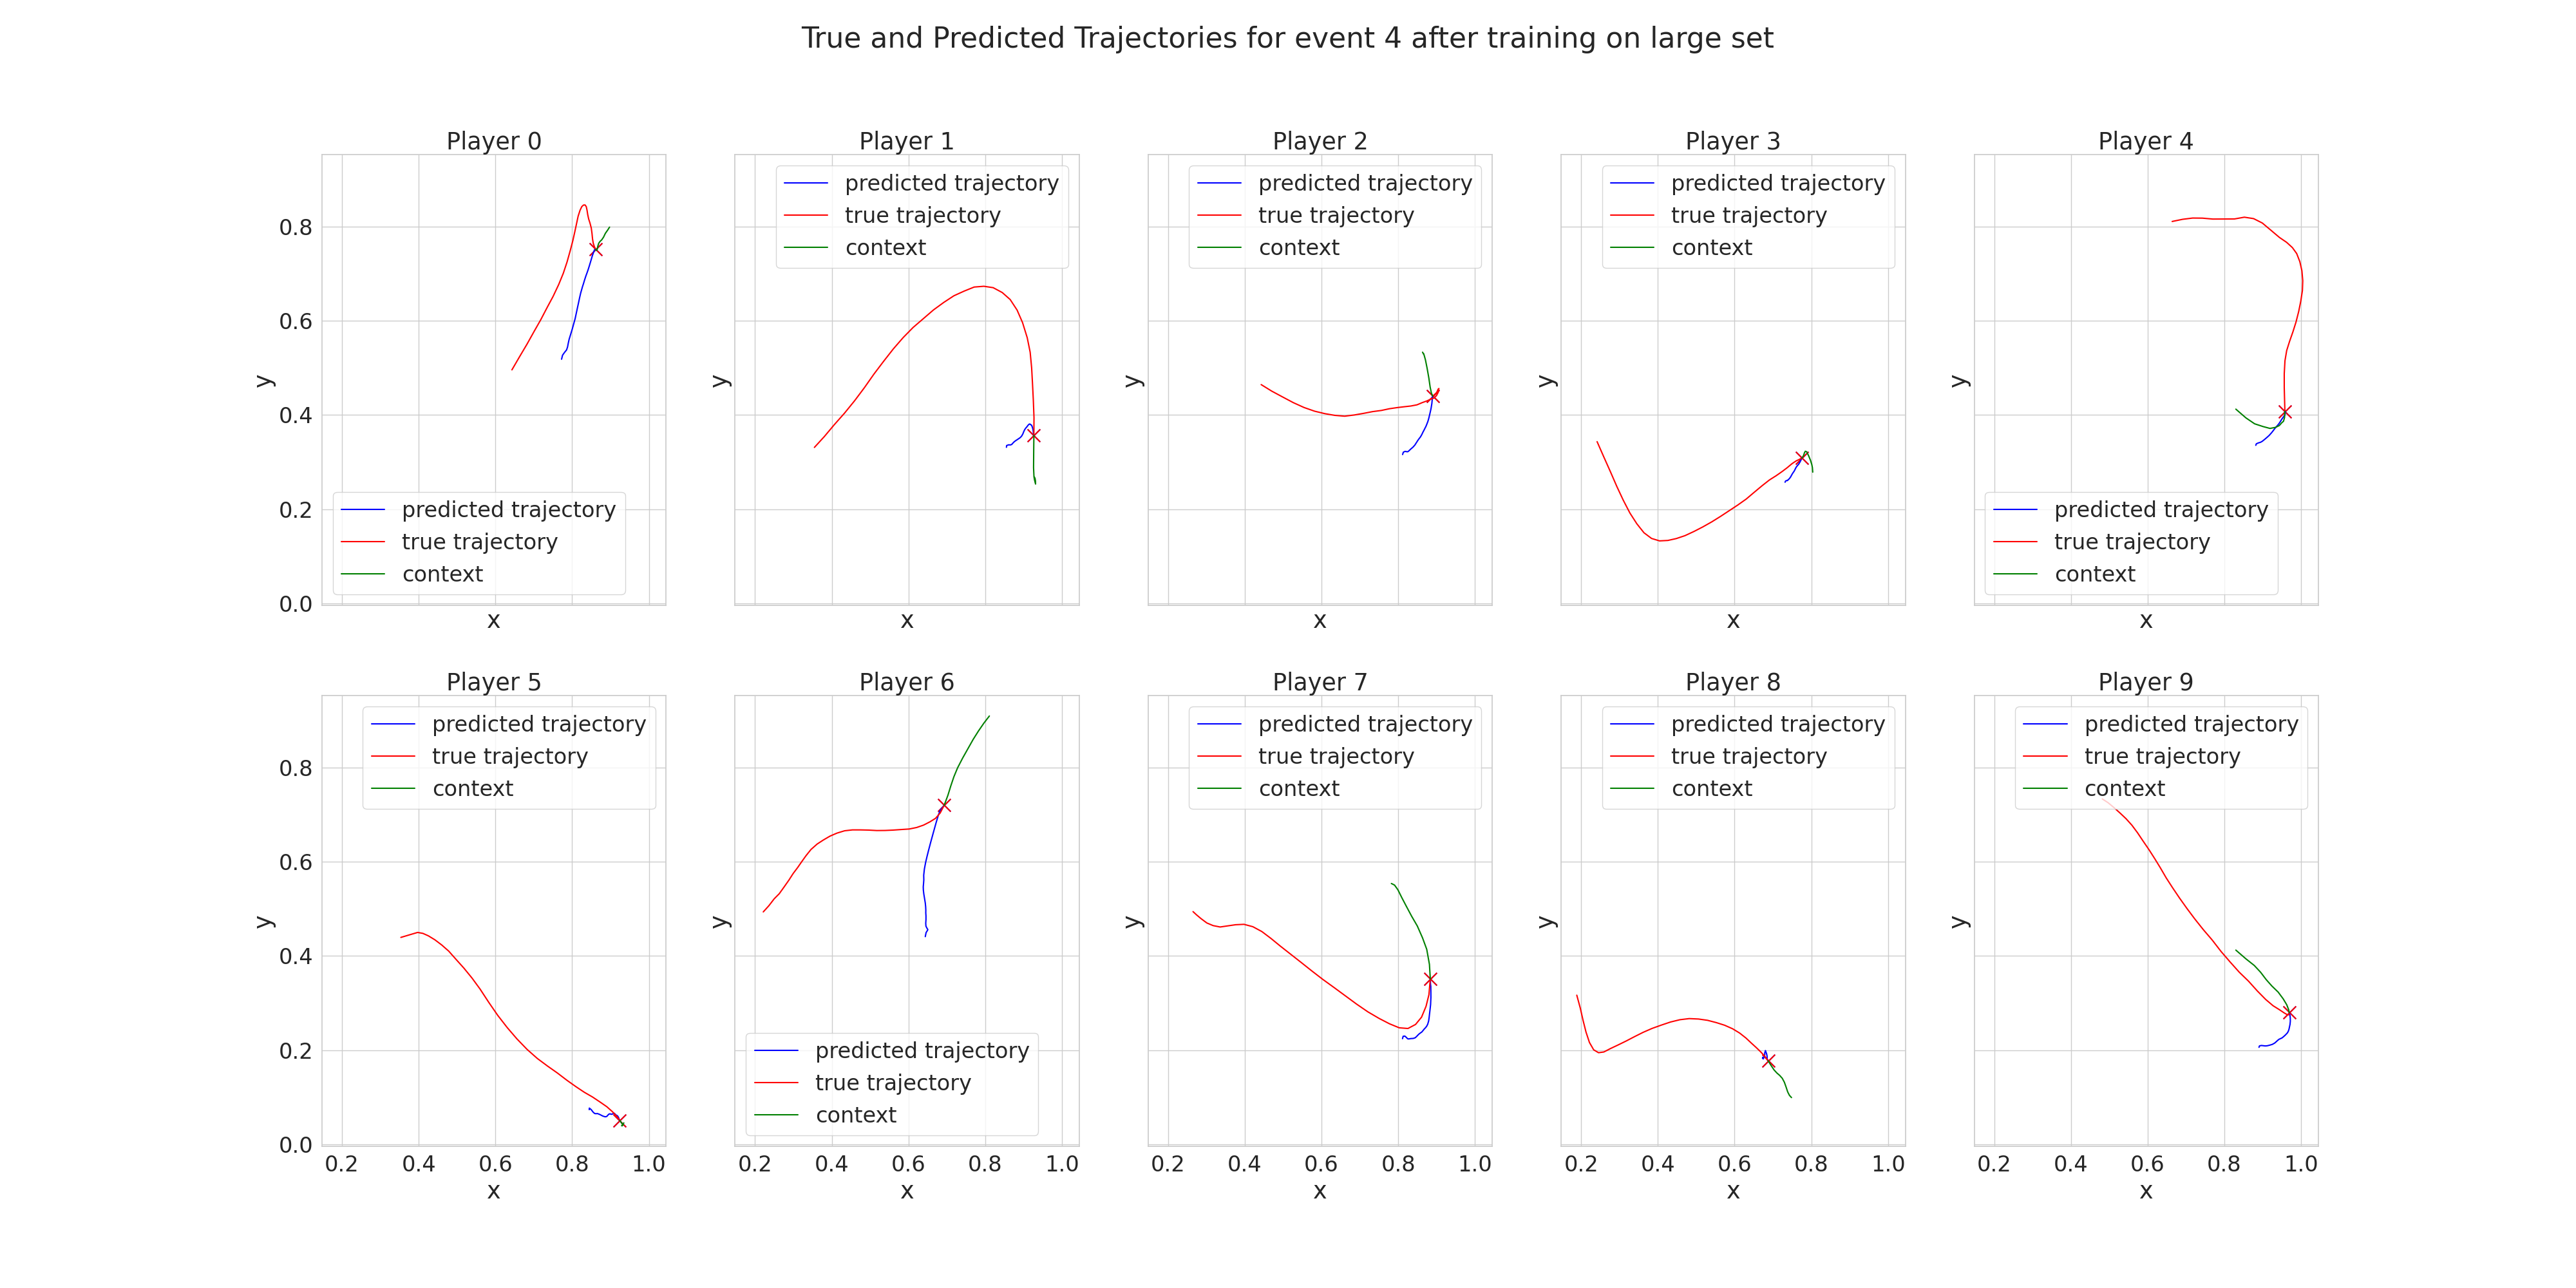 True and Predicted Trajectories for event 4 after training on large set
Player 0
Player 1
Player 2
Player 3
Player 4
predicted trajectory
true trajectory
context
predicted trajectory
true trajectory
context
predicted trajectory
true trajectory
context
predicted trajectory
true trajectory
context
predicted trajectory
true trajectory
context
0.8
0.6
0.4
0.2
0.0
y
y
y
y
y
x
x
x
x
x
Player 5
Player 6
Player 7
Player 8
Player 9
predicted trajectory
true trajectory
context
predicted trajectory
true trajectory
context
predicted trajectory
true trajectory
context
predicted trajectory
true trajectory
context
predicted trajectory
true trajectory
context
0.8
0.6
0.4
0.2
0.0
y
y
y
y
y
0.2 0.4 0.6 0.8 1.0
0.2 0.4 0.6 0.8 1.0
0.2 0.4 0.6 0.8 1.0
0.2 0.4 0.6 0.8 1.0
0.2 0.4 0.6 0.8 1.0
x
x
x
x
x